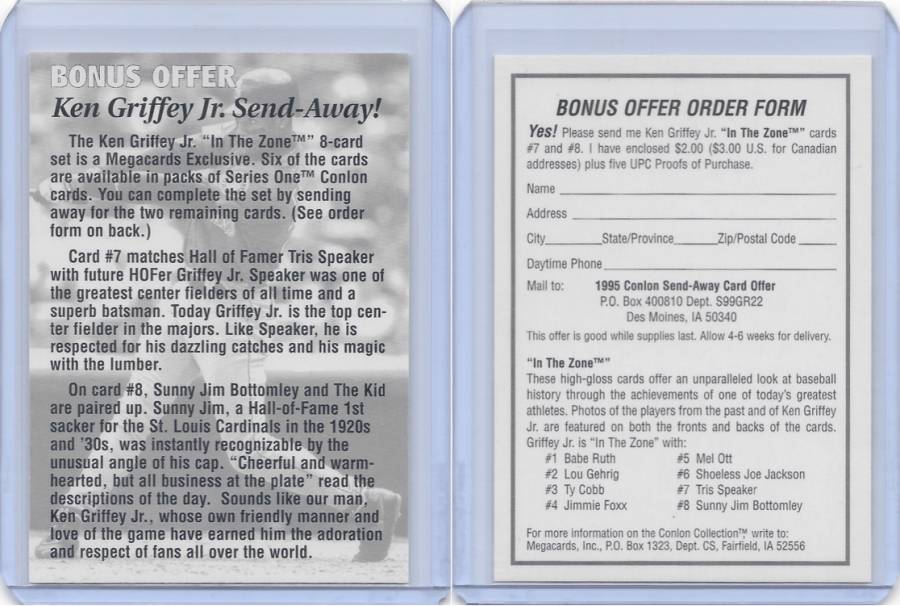 BONUS OFFER
Ken Griffey Jr. Send-Away!
The Ken Griffey Jr. “In The Zone™” 8-card
set is a Megacards Exclusive. Six of the cards
are available in packs of Series One™ Conlon
cards. You can complete the set by sending
away for the two remaining cards. (See order
form on back.)
Card #7 matches Hall of Famer Tris Speaker
with future HOFer Griffey Jr. Speaker was one of
the greatest center fielders of all time and a
superb batsman. Today Griffey Jr. is the top cen-
ter fielder in the majors. Like Speaker, he is
respected for his dazzling catches and his magic
with the lumber.
On card #8, Sunny Jim Bottomley and The Kid
are paired up. Sunny Jim, a Hall-of-Fame 1st
sacker for the St. Louis Cardinals in the 1920s
and ’30s, was instantly recognizable by the
unusual angle of his cap. “Cheerful and warm-
hearted, but all business at the plate” read the
descriptions of the day. Sounds like our man,
Ken Griffey Jr., whose own friendly manner and
love of the game have earned him the adoration
and respect of fans all over the world.
BONUS OFFER ORDER FORM
Yes! Please send me Ken Griffey Jr. “In The Zone™” cards
#7 and #8. I have enclosed $2.00 ($3.00 U.S. for Canadian
addresses) plus five UPC Proofs of Purchase.
Name
Address
City State/Province Zip/Postal Code
Daytime Phone
Mail to: 1995 Conlon Send-Away Card Offer
P.O. Box 400810 Dept. S99GR22
Des Moines, IA 50340
This offer is good while supplies last. Allow 4-6 weeks for delivery.
“In The Zone™”
These high-gloss cards offer an unparalleled look at baseball
history through the achievements of one of today’s greatest
athletes. Photos of the players from the past and of Ken Griffey
Jr. are featured on both the fronts and backs of the cards.
Griffey Jr. is “In The Zone” with:
#1 Babe Ruth #5 Mel Ott
#2 Lou Gehrig #6 Shoeless Joe Jackson
#3 Ty Cobb #7 Tris Speaker
#4 Jimmie Foxx #8 Sunny Jim Bottomley
For more information on the Conlon Collection™ write to:
Megacards, Inc., P.O. Box 1323, Dept. CS, Fairfield, IA 52556